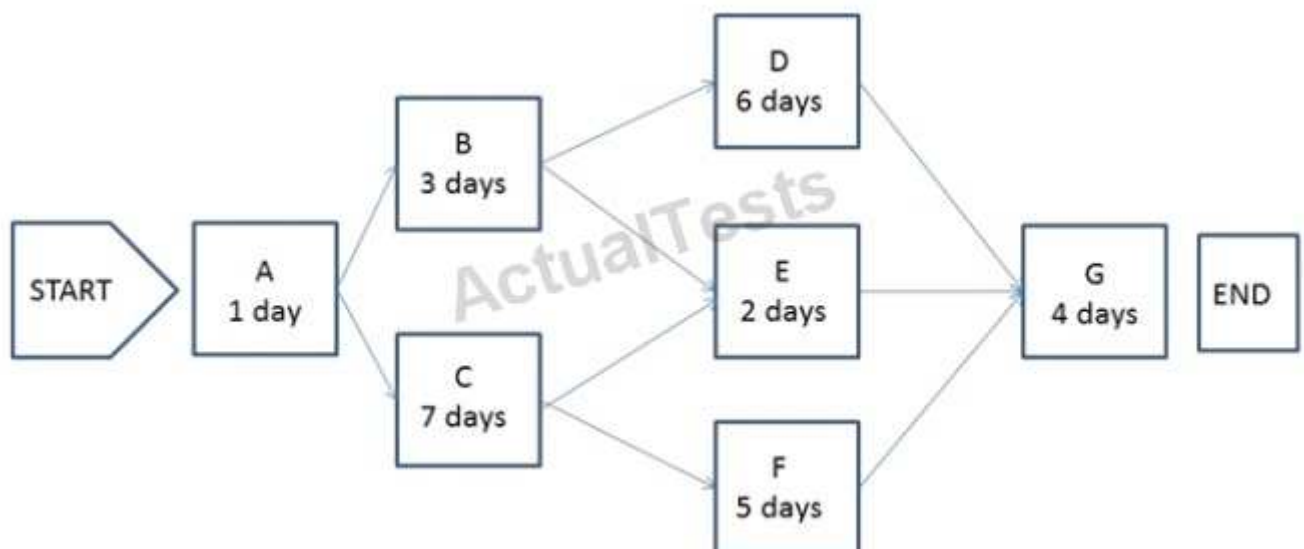 START
A
1 day
B
3 days
C
7 days
D
6 days
E
2 days
F
5 days
G
4 days
END
ActualTests